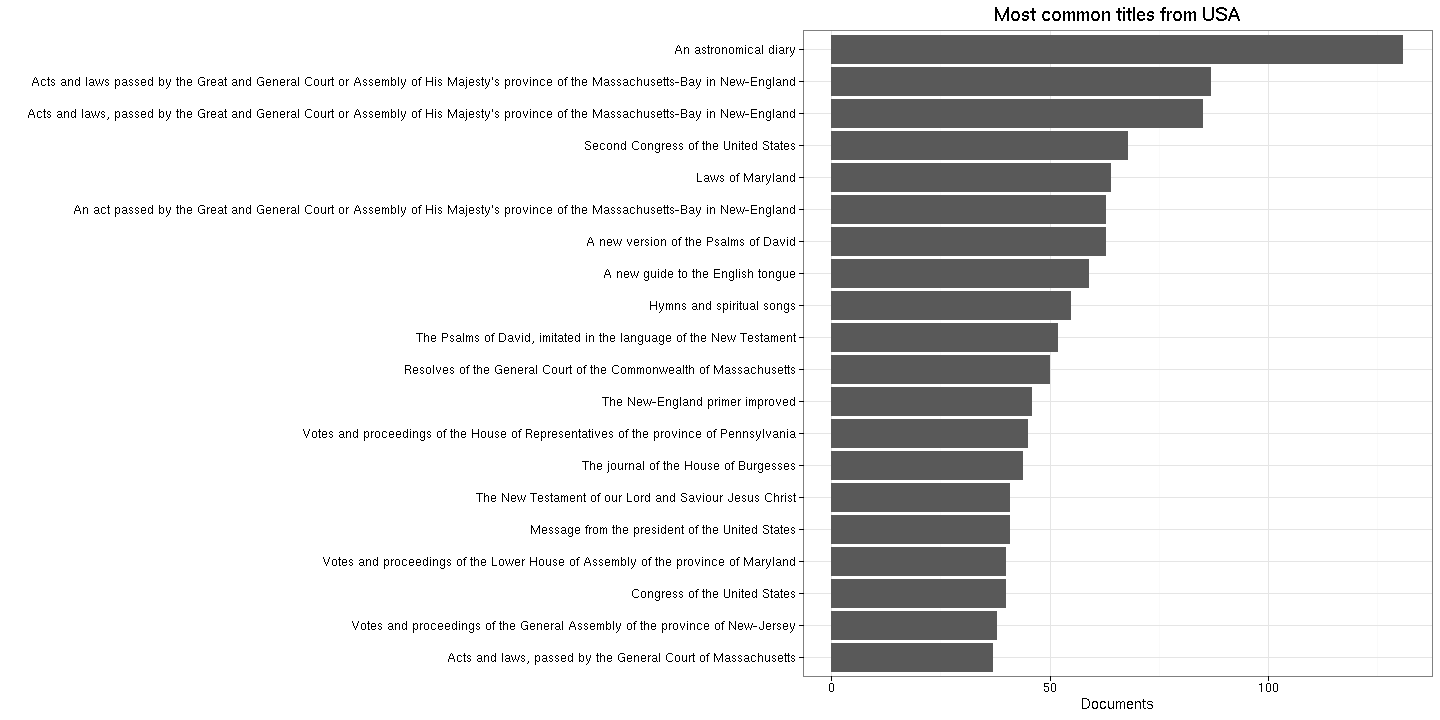 Most common titles from USA
An astronomical diary
Acts and laws passed by the Great and General Court or Assembly of His Majesty's province of the Massachusetts-Bay in New-England
Acts and laws, passed by the Great and General Court or Assembly of His Majesty's province of the Massachusetts-Bay in New-England
Second Congress of the United States
Laws of Maryland
An act passed by the Great and General Court or Assembly of His Majesty's province of the Massachusetts-Bay in New-England
A new version of the Psalms of David
A new guide to the English tongue
Hymns and spiritual songs
The Psalms of David, imitated in the language of the New Testament
Resolves of the General Court of the Commonwealth of Massachusetts
The New-England primer improved
Votes and proceedings of the House of Representatives of the province of Pennsylvania
The journal of the House of Burgesses
The New Testament of our Lord and Saviour Jesus Christ
Message from the president of the United States
Votes and proceedings of the Lower House of Assembly of the province of Maryland
Congress of the United States
Votes and proceedings of the General Assembly of the province of New-Jersey
Acts and laws, passed by the General Court of Massachusetts
0 50 100
Documents